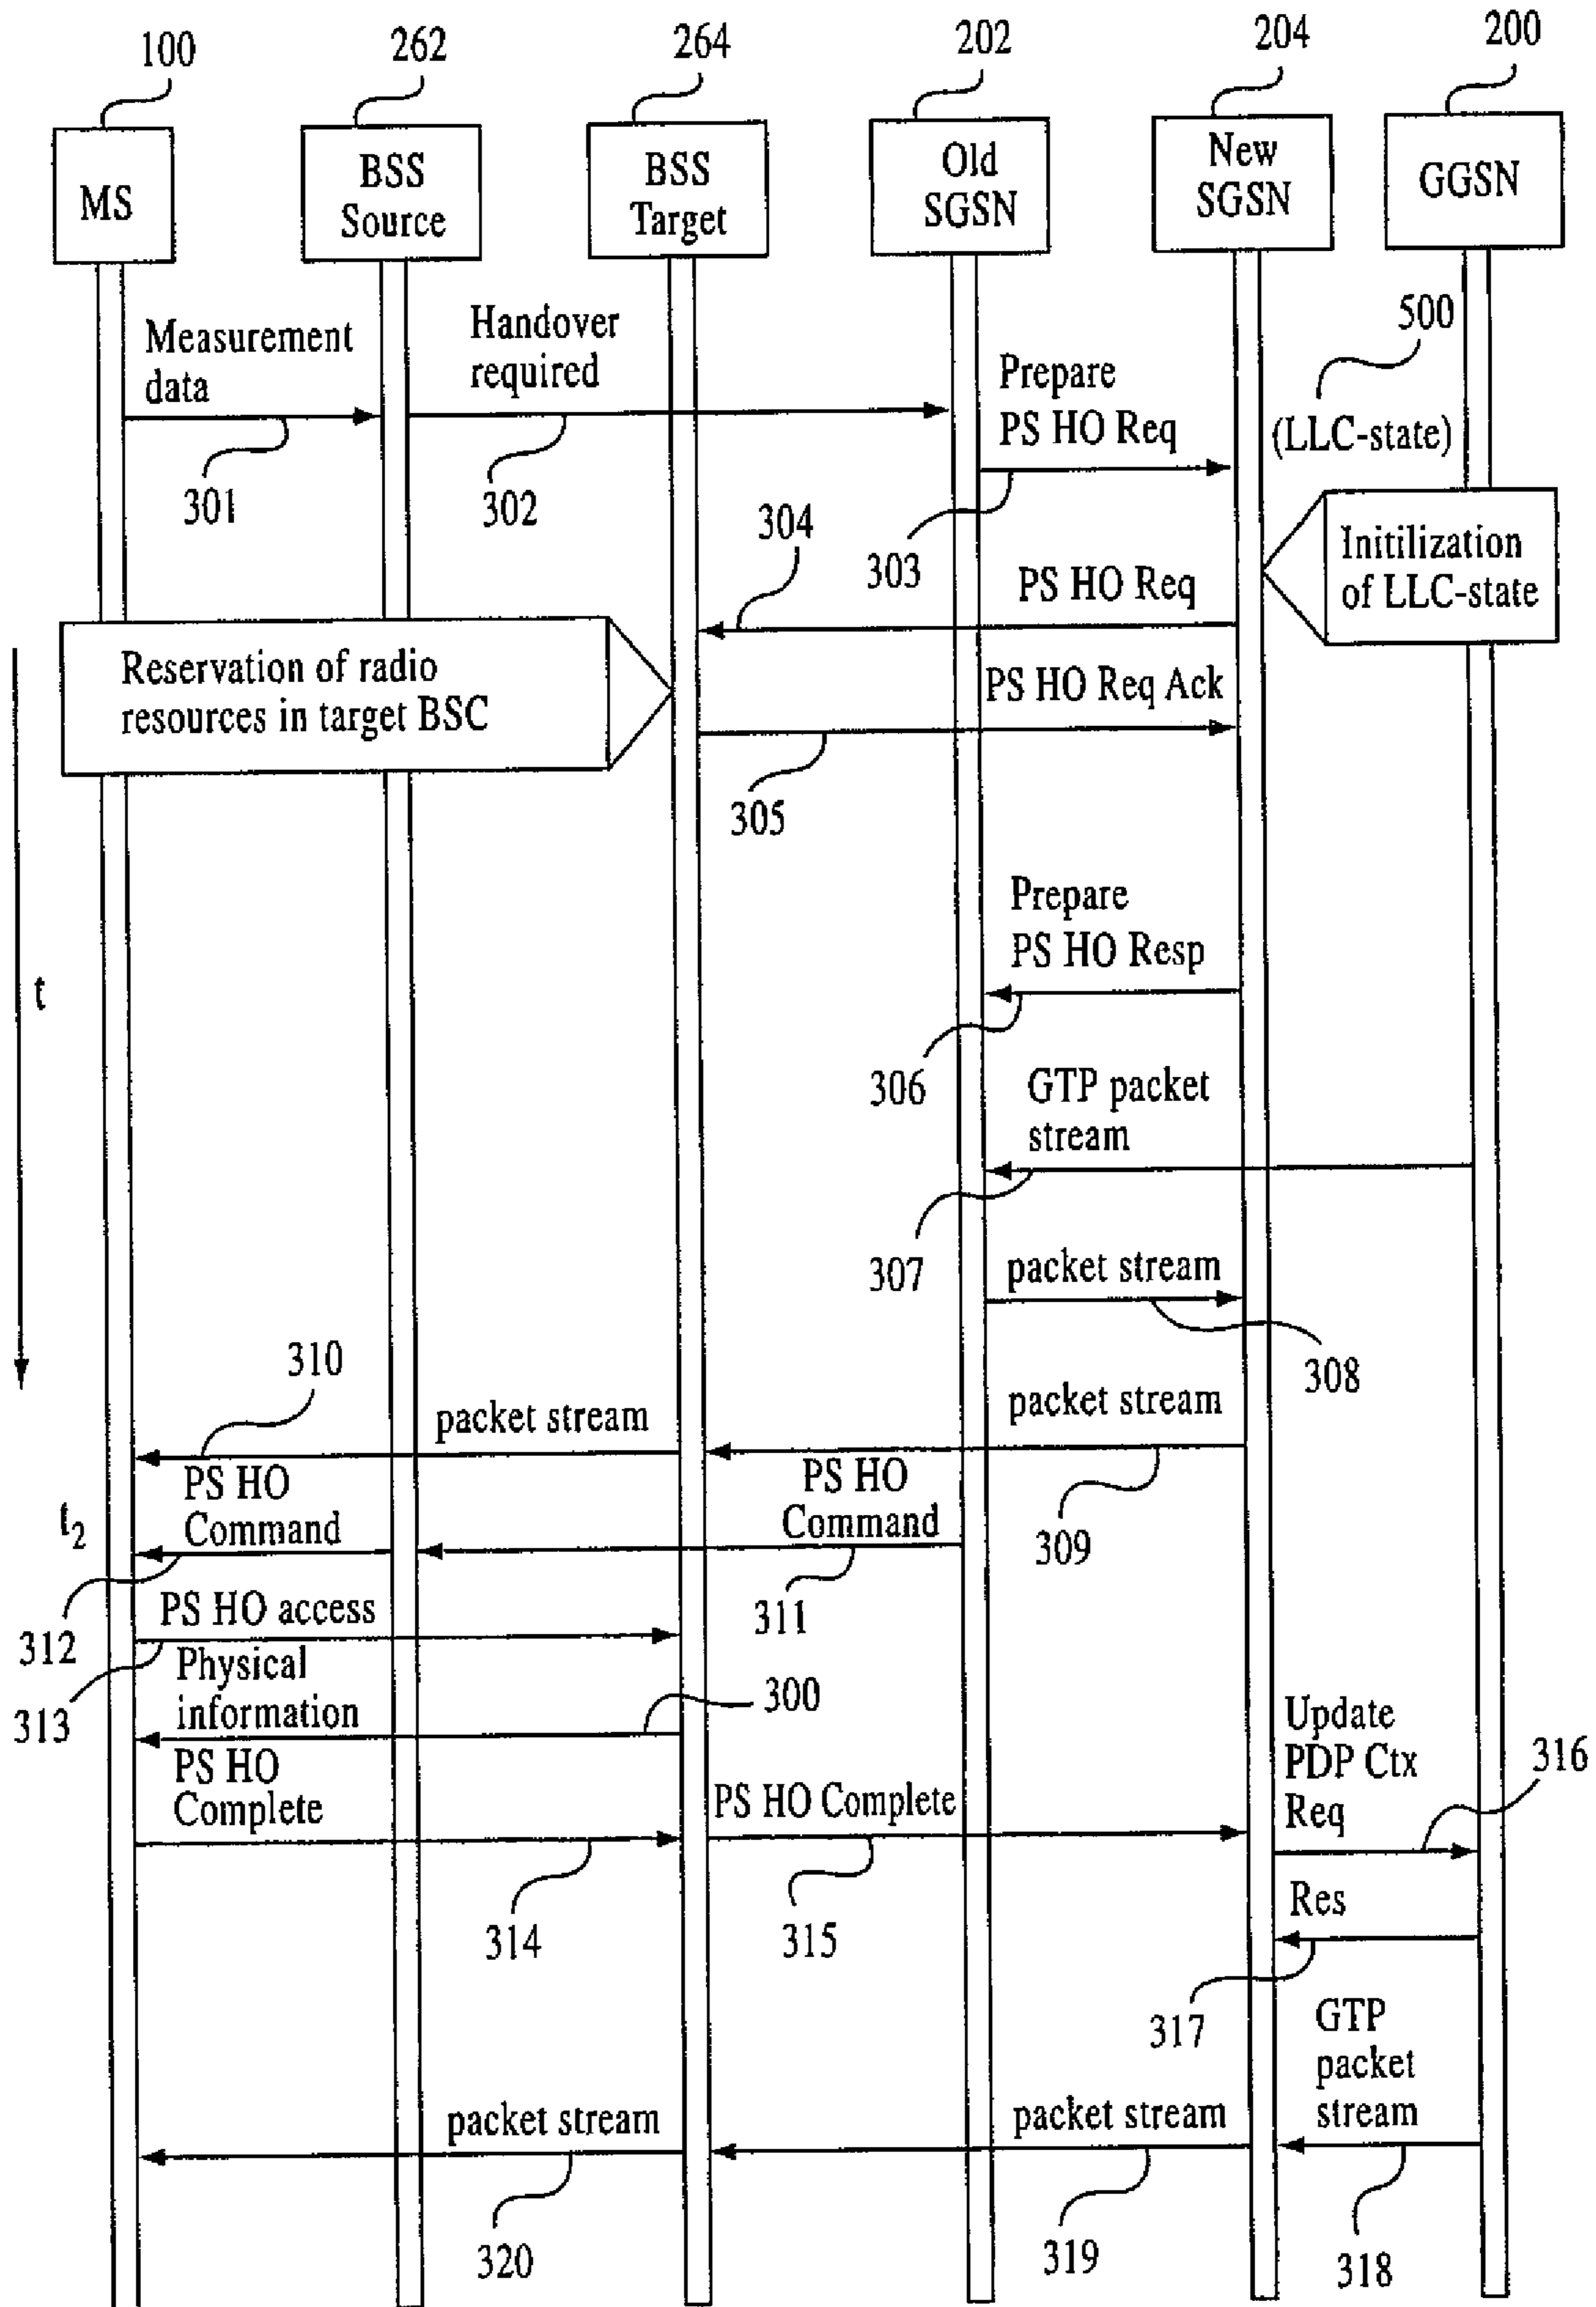 100
262
264
202
204
200
MS
BSS
Source
BSS
Target
Old
SGSN
New
SGSN
GGSN
Measurement
data
301
Handover
required
302
Prepare
PS HO Req
303
500
(LLC-state)
Initilization
of LLC-state
304
PS HO Req
Reservation of radio
resources in target BSC
PS HO Req Ack
305
Prepare
PS HO Resp
306
t
GTP packet
stream
307
packet stream
308
310
packet stream
packet stream
309
t2
PS HO
Command
312
PS HO
Command
311
PS HO access
313
Physical
information
300
PS HO
Complete
314
PS HO Complete
315
Update
PDP Ctx
Req
316
Res
317
GTP
packet
stream
318
packet stream
319
packet stream
320